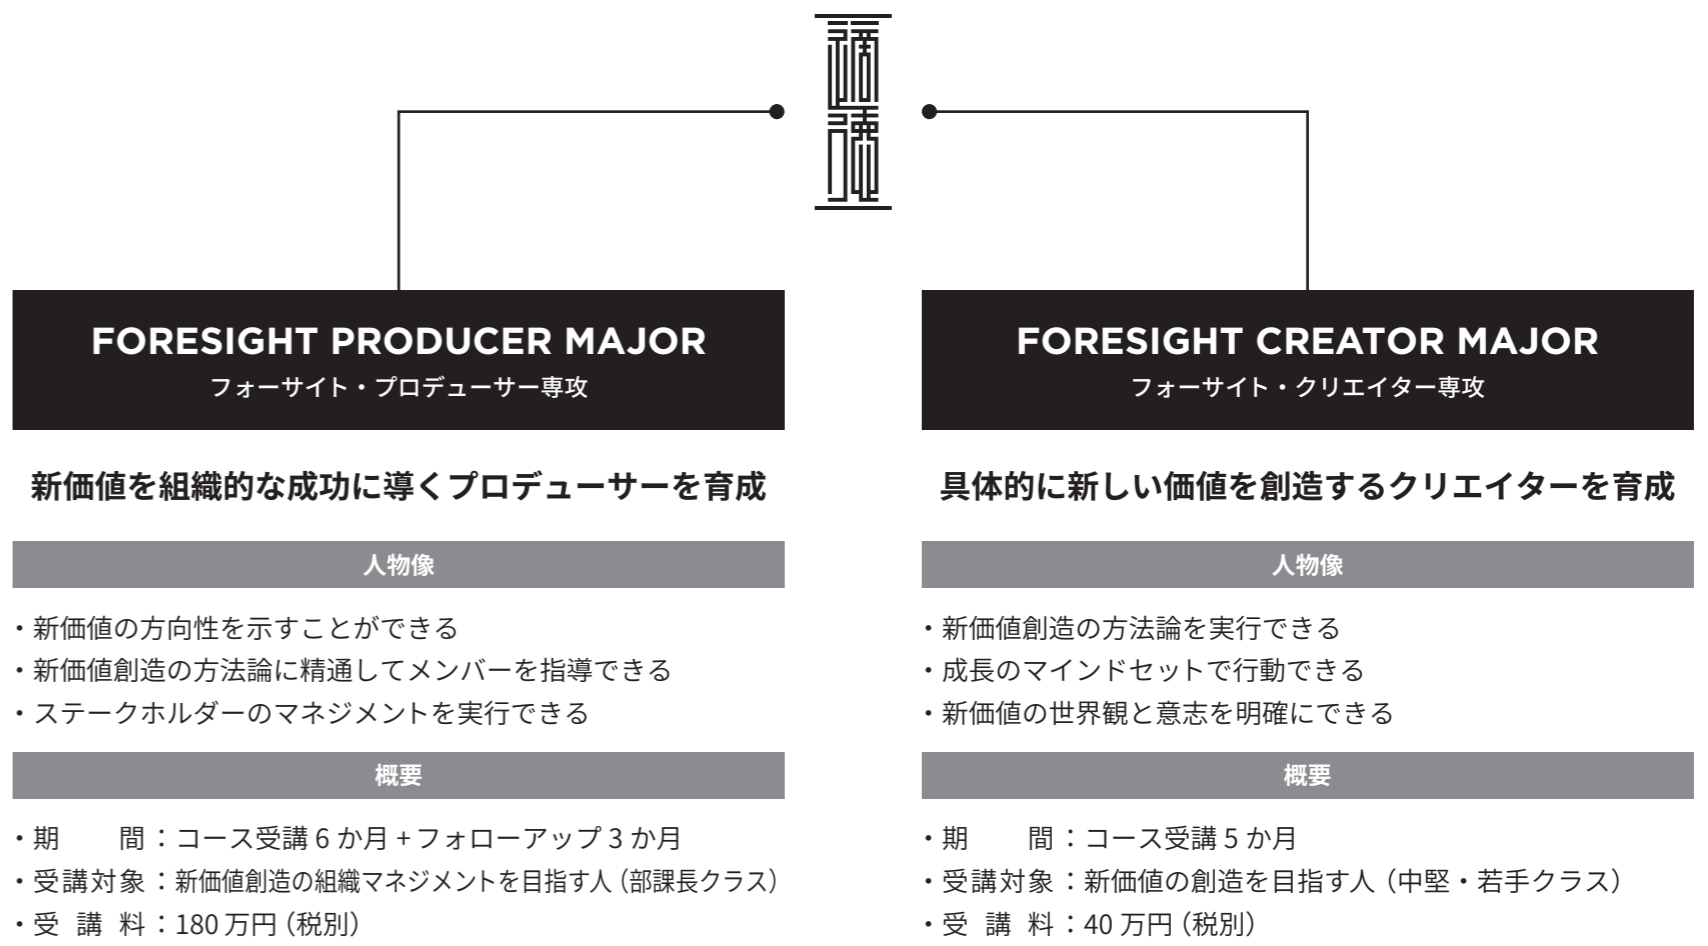 FORESIGHT PRODUCER MAJOR
フォーサイト・プロデューサー専攻
新価値を組織的な成功に導くプロデューサーを育成
人物像
・新価値の方向性を示すことができる
・新価値創造の方法論に精通してメンバーを指導できる
・ステークホルダーのマネジメントを実行できる
概要
・期　　間：コース受講 6 か月 + フォローアップ 3 か月
・受講対象：新価値創造の組織マネジメントを目指す人（部課長クラス）
・受 講 料：180 万円（税別）
FORESIGHT CREATOR MAJOR
フォーサイト・クリエイター専攻
具体的に新しい価値を創造するクリエイターを育成
人物像
・新価値創造の方法論を実行できる
・成長のマインドセットで行動できる
・新価値の世界観と意志を明確にできる
概要
・期　　間：コース受講 5 か月
・受講対象：新価値の創造を目指す人（中堅・若手クラス）
・受 講 料：40 万円（税別）